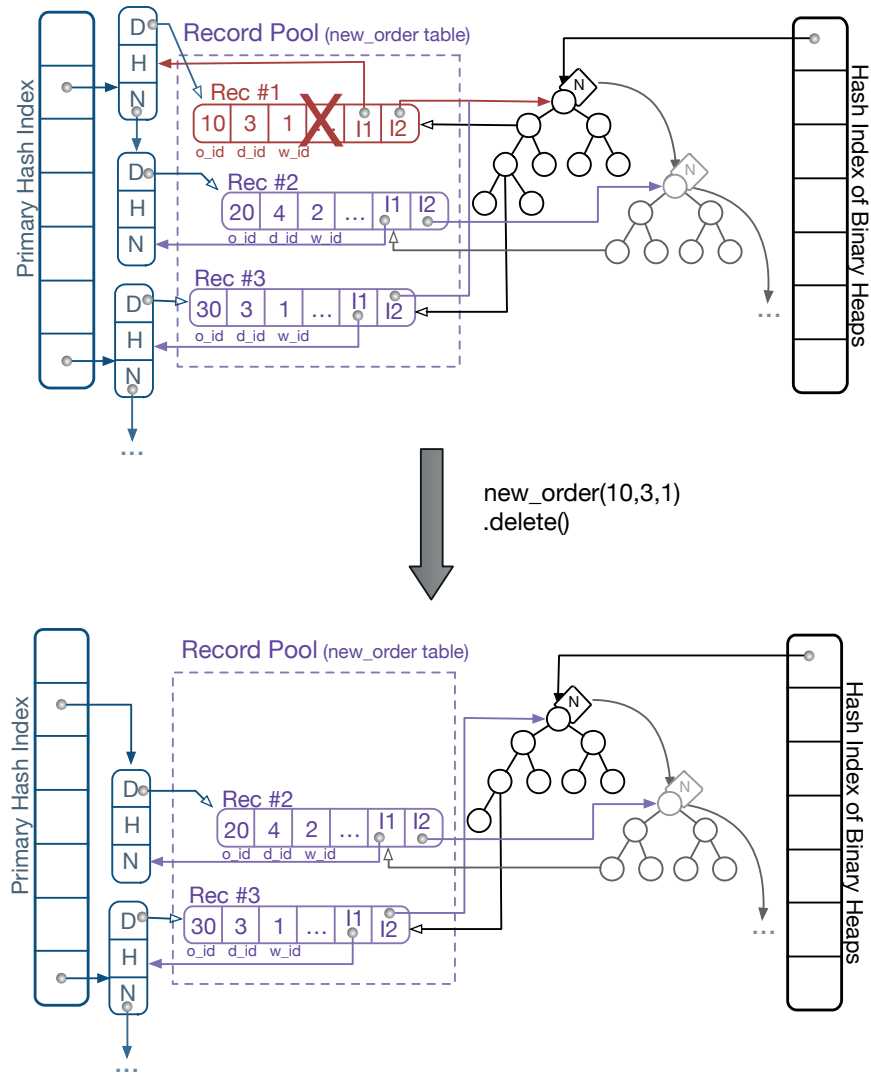 Record Pool (new_order table)
Primary Hash Index
Hash Index of Binary Heaps
D
H
N
Rec #1
10 3 1 I1 I2
o_id d_id w_id
N
N
D
H
N
Rec #2
20 4 2 ... I1 I2
o_id d_id w_id
D
H
N
Rec #3
30 3 1 ... I1 I2
o_id d_id w_id
...
...
new_order(10,3,1)
.delete()
Record Pool (new_order table)
Primary Hash Index
Hash Index of Binary Heaps
N
N
D
H
N
Rec #2
20 4 2 ... I1 I2
o_id d_id w_id
D
H
N
Rec #3
30 3 1 ... I1 I2
o_id d_id w_id
...
...